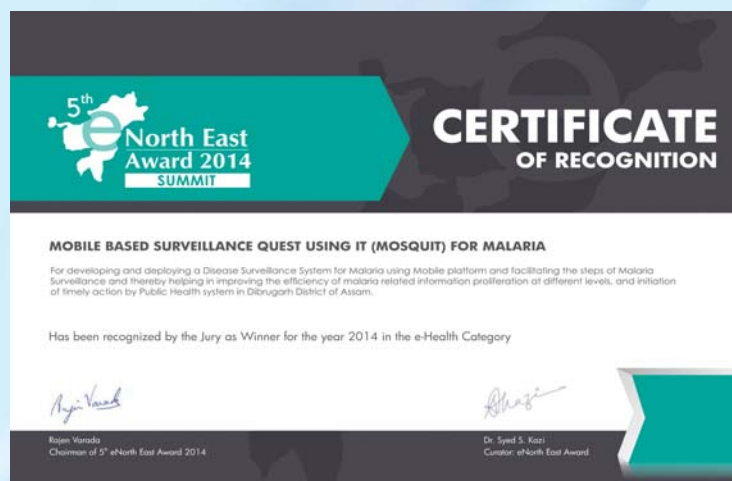 5th
eNorth East
Award 2014
SUMMIT
CERTIFICATE
OF RECOGNITION
MOBILE BASED SURVEILLANCE QUEST USING IT (MOSQUIT) FOR MALARIA
For developing and deploying a Disease Surveillance System for Malaria using Mobile platform and facilitating the steps of Malaria
Surveillance and thereby helping in improving the efficiency of malaria related information proliferation at different levels, and initiation
of timely action by Public Health system in Dibrugarh District of Assam.
Has been recognized by the Jury as Winner for the year 2014 in the e-Health Category
Rajen Varada
Rajen Varada
Chairman of 5th eNorth East Award 2014
Dr. Syed S. Kazi
Curator: eNorth East Award